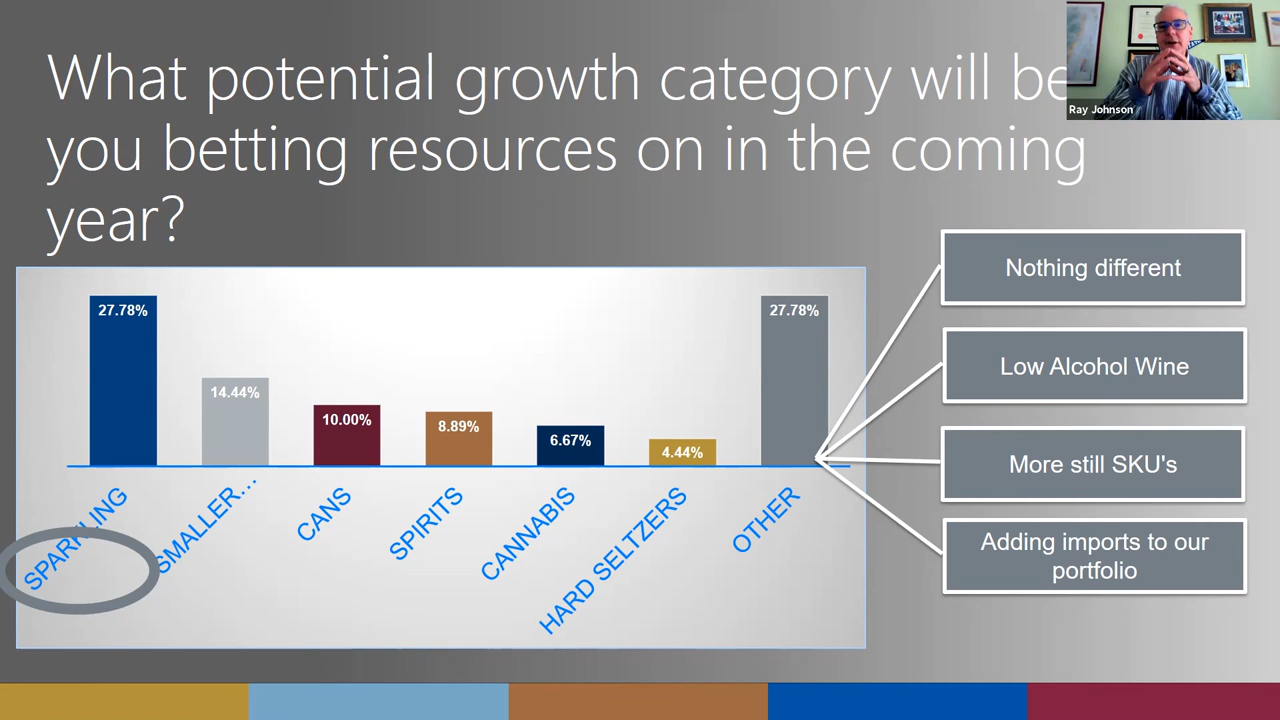 What potential growth category will be
you betting resources on in the coming
year?
Ray Johnson
27.78%
14.44%
10.00%
8.89%
6.67%
4.44%
27.78%
SPARKLING
SMALLER...
CANS
SPIRITS
CANNABIS
HARD SELTZERS
OTHER
Nothing different
Low Alcohol Wine
More still SKU's
Adding imports to our
portfolio